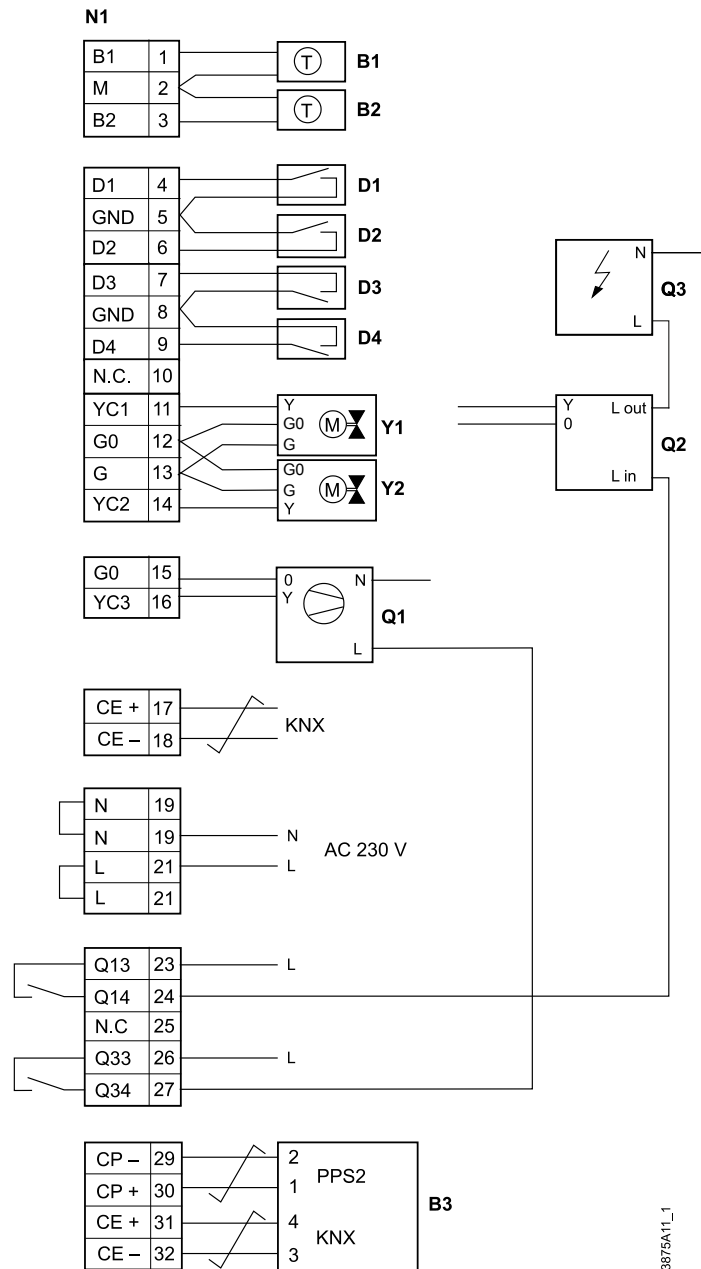 N1
B1 1
M 2
B2 3
T B1
T B2
D1 4
GND 5
D2 6
D3 7
GND 8
D4 9
N.C. 10
YC1 11
G0 12
G 13
YC2 14
D1
D2
D3
D4
Y
G0
G
M
Y1
G0
G
Y
M
Y2
N
L
Q3
Y
0
L out
L in
Q2
G0 15
YC3 16
0
Y
N
L
Q1
CE + 17
CE – 18
KNX
N 19
N 19
L 21
L 21
N
L
AC 230 V
Q13 23
Q14 24
N.C 25
Q33 26
Q34 27
L
L
CP – 29
CP + 30
CE + 31
CE – 32
2
1
PPS2
4
3
KNX
B3
3875A11_1